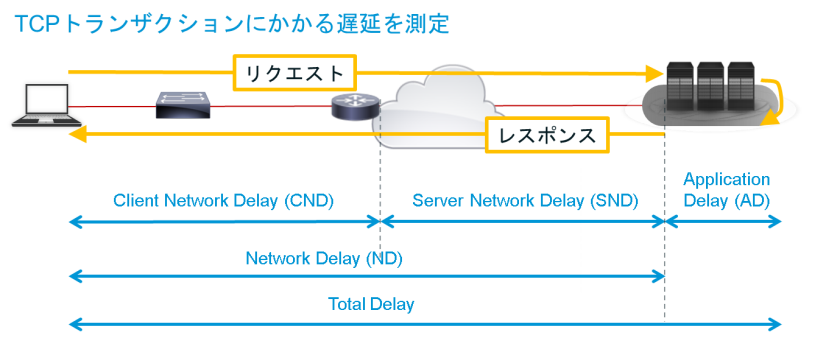 TCPトランザクションにかかる遅延を測定
リクエスト
レスポンス
Client Network Delay (CND)
Server Network Delay (SND)
Application
Delay (AD)
Network Delay (ND)
Total Delay